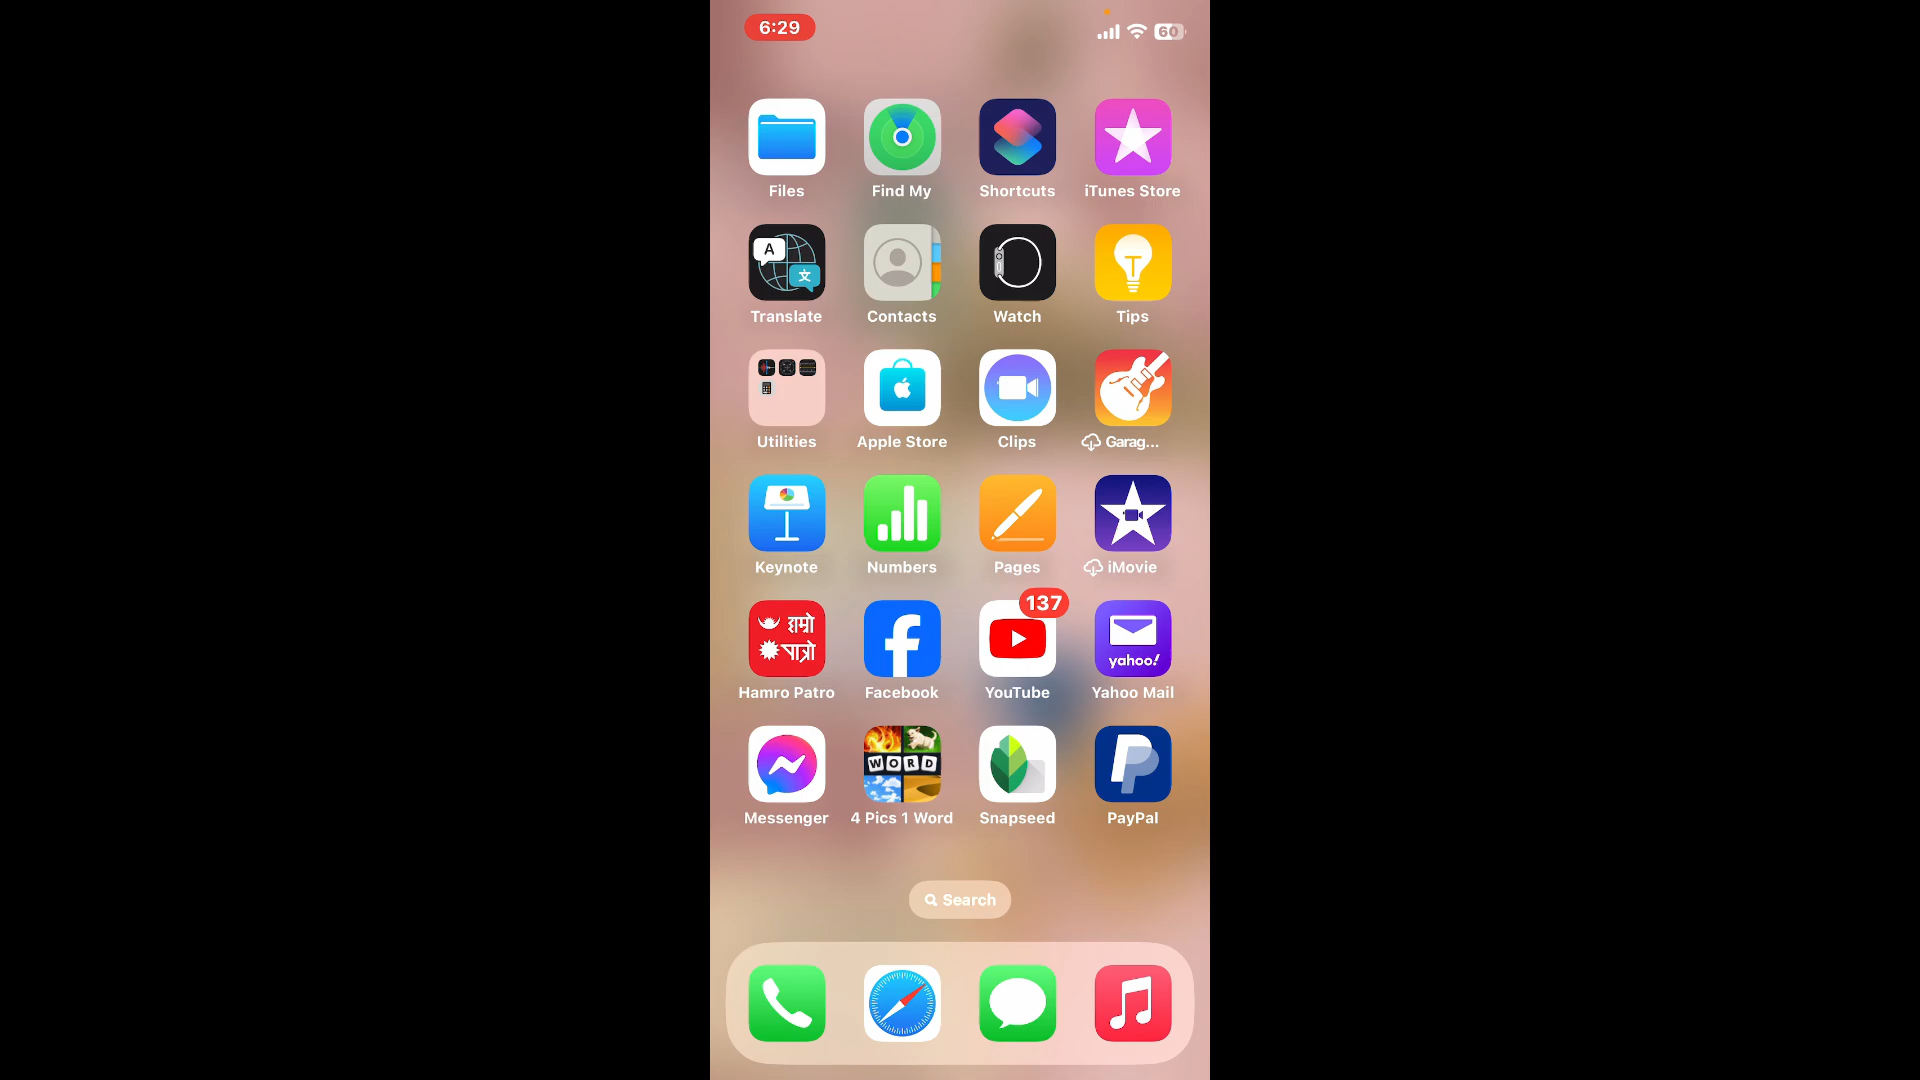 6:29
60
Files
Find My
Shortcuts
iTunes Store
A
文
Translate
Contacts
Watch
Tips
Utilities
Apple Store
Clips
Garag...
Keynote
Numbers
Pages
iMovie
हाम्रो
पात्रो
137
yahoo!
Hamro Patro
Facebook
YouTube
Yahoo Mail
WORD
Messenger
4 Pics 1 Word
Snapseed
PayPal
Search